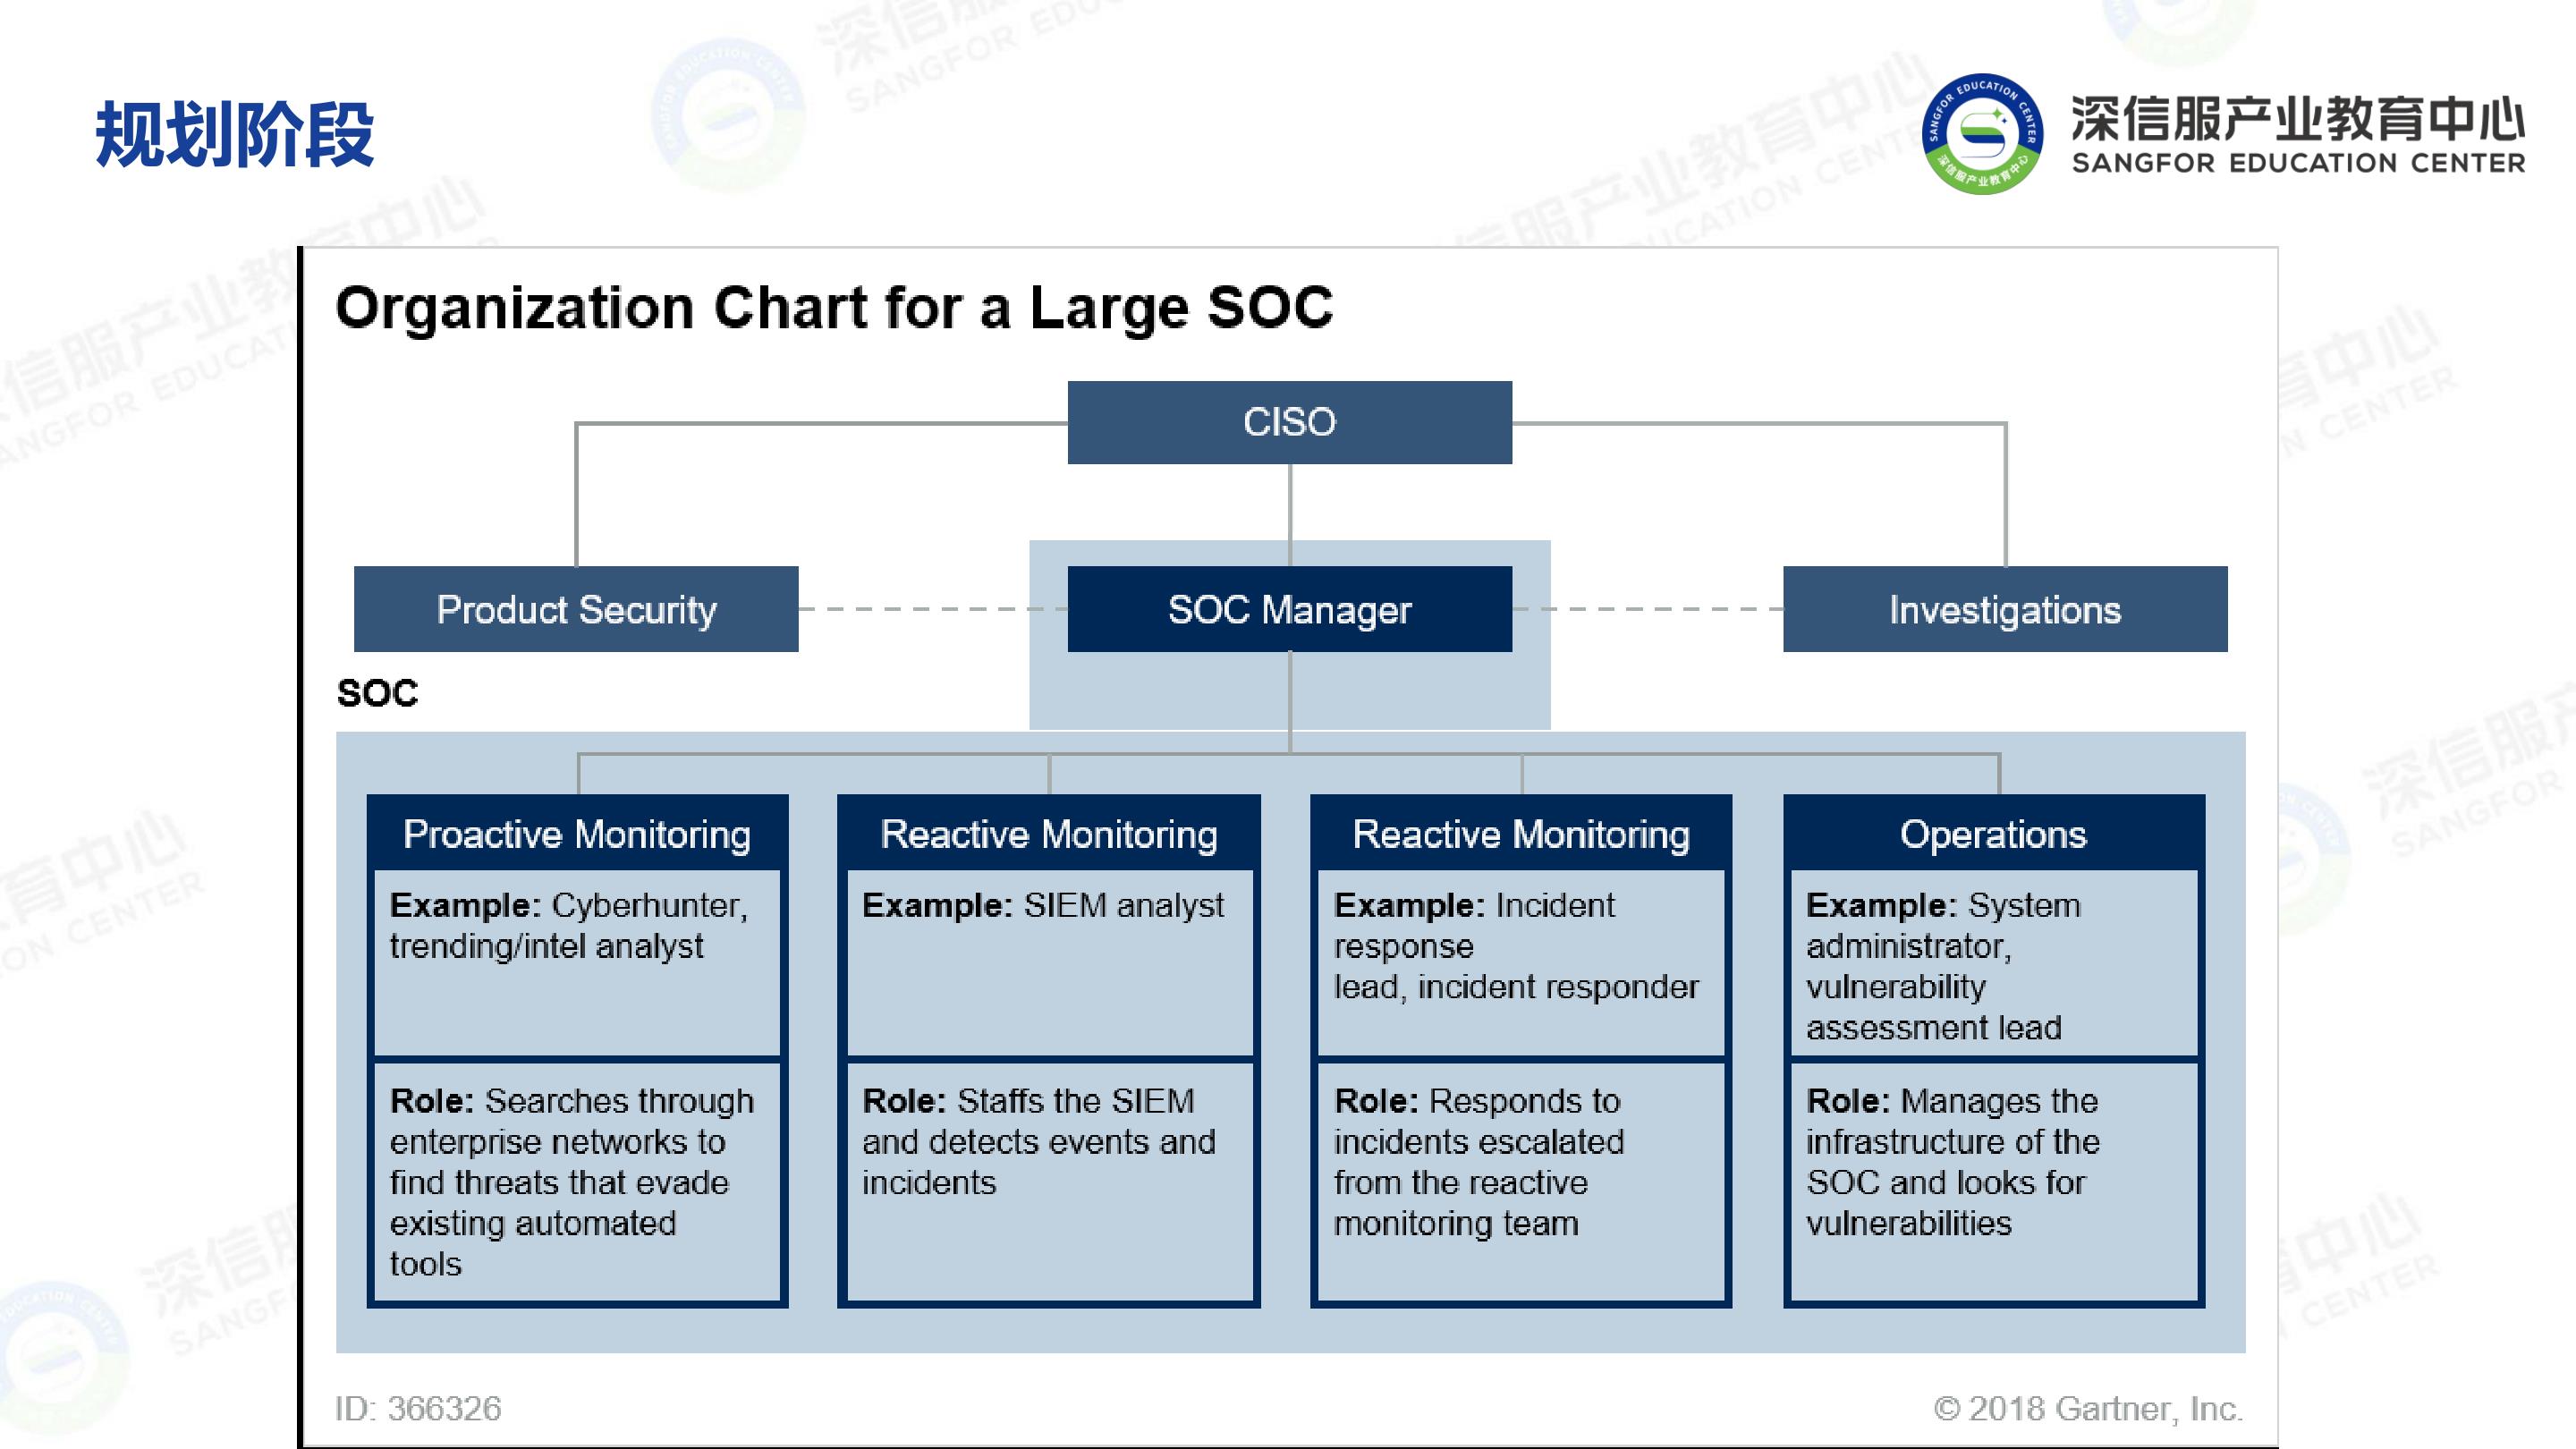 规划阶段
深信服产业教育中心
SANGFOR EDUCATION CENTER
Organization Chart for a Large SOC
CISO
Product Security
SOC Manager
Investigations
SOC
Proactive Monitoring
Example: Cyberhunter,
trending/intel analyst
Role: Searches through
enterprise networks to
find threats that evade
existing automated
tools
Reactive Monitoring
Example: SIEM analyst
Role: Staffs the SIEM
and detects events and
incidents
Reactive Monitoring
Example: Incident
response
lead, incident responder
Role: Responds to
incidents escalated
from the reactive
monitoring team
Operations
Example: System
administrator,
vulnerability
assessment lead
Role: Manages the
infrastructure of the
SOC and looks for
vulnerabilities
ID: 366326
© 2018 Gartner, Inc.